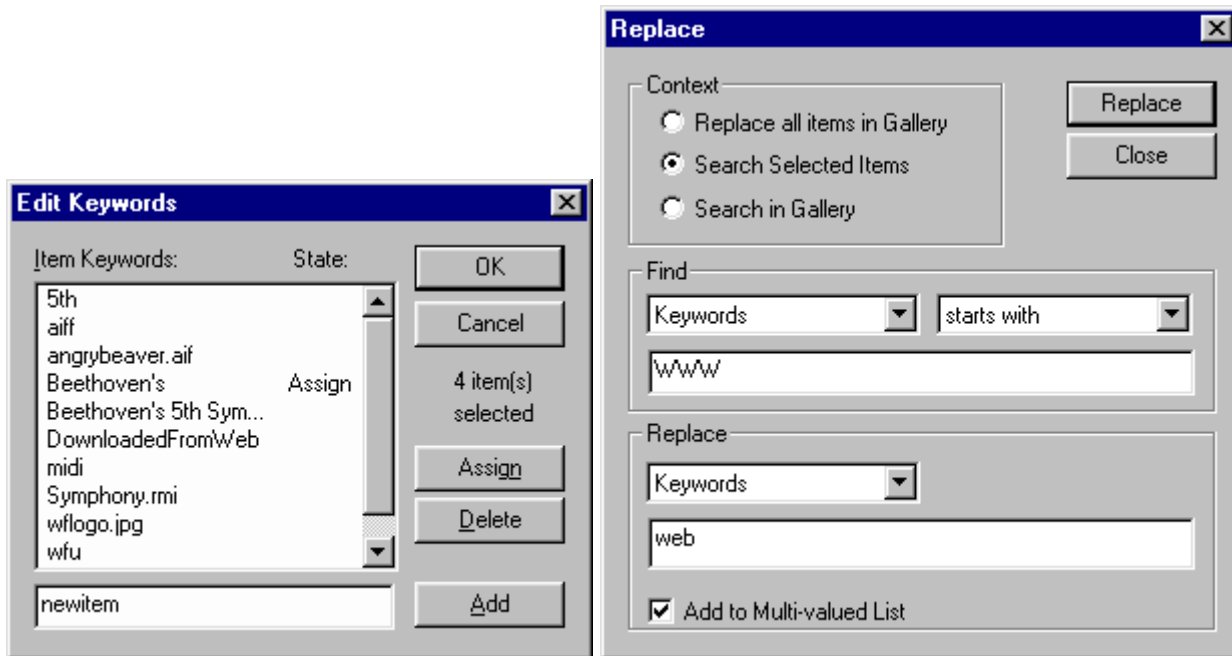 Edit Keywords
Item Keywords: State:
5th
aiff
angrybeaver.aif
Beethoven's Assign
Beethoven's 5th Sym...
DownloadedFromWeb
midi
Symphony.rmi
wflogo.jpg
wfu
newitem
OK
Cancel
4 item(s)
selected
Assign
Delete
Add
Replace
Context
Replace all items in Gallery
Search Selected Items
Search in Gallery
Replace
Close
Find
Keywords starts with
WWW
Replace
Keywords
web
Add to Multi-valued List